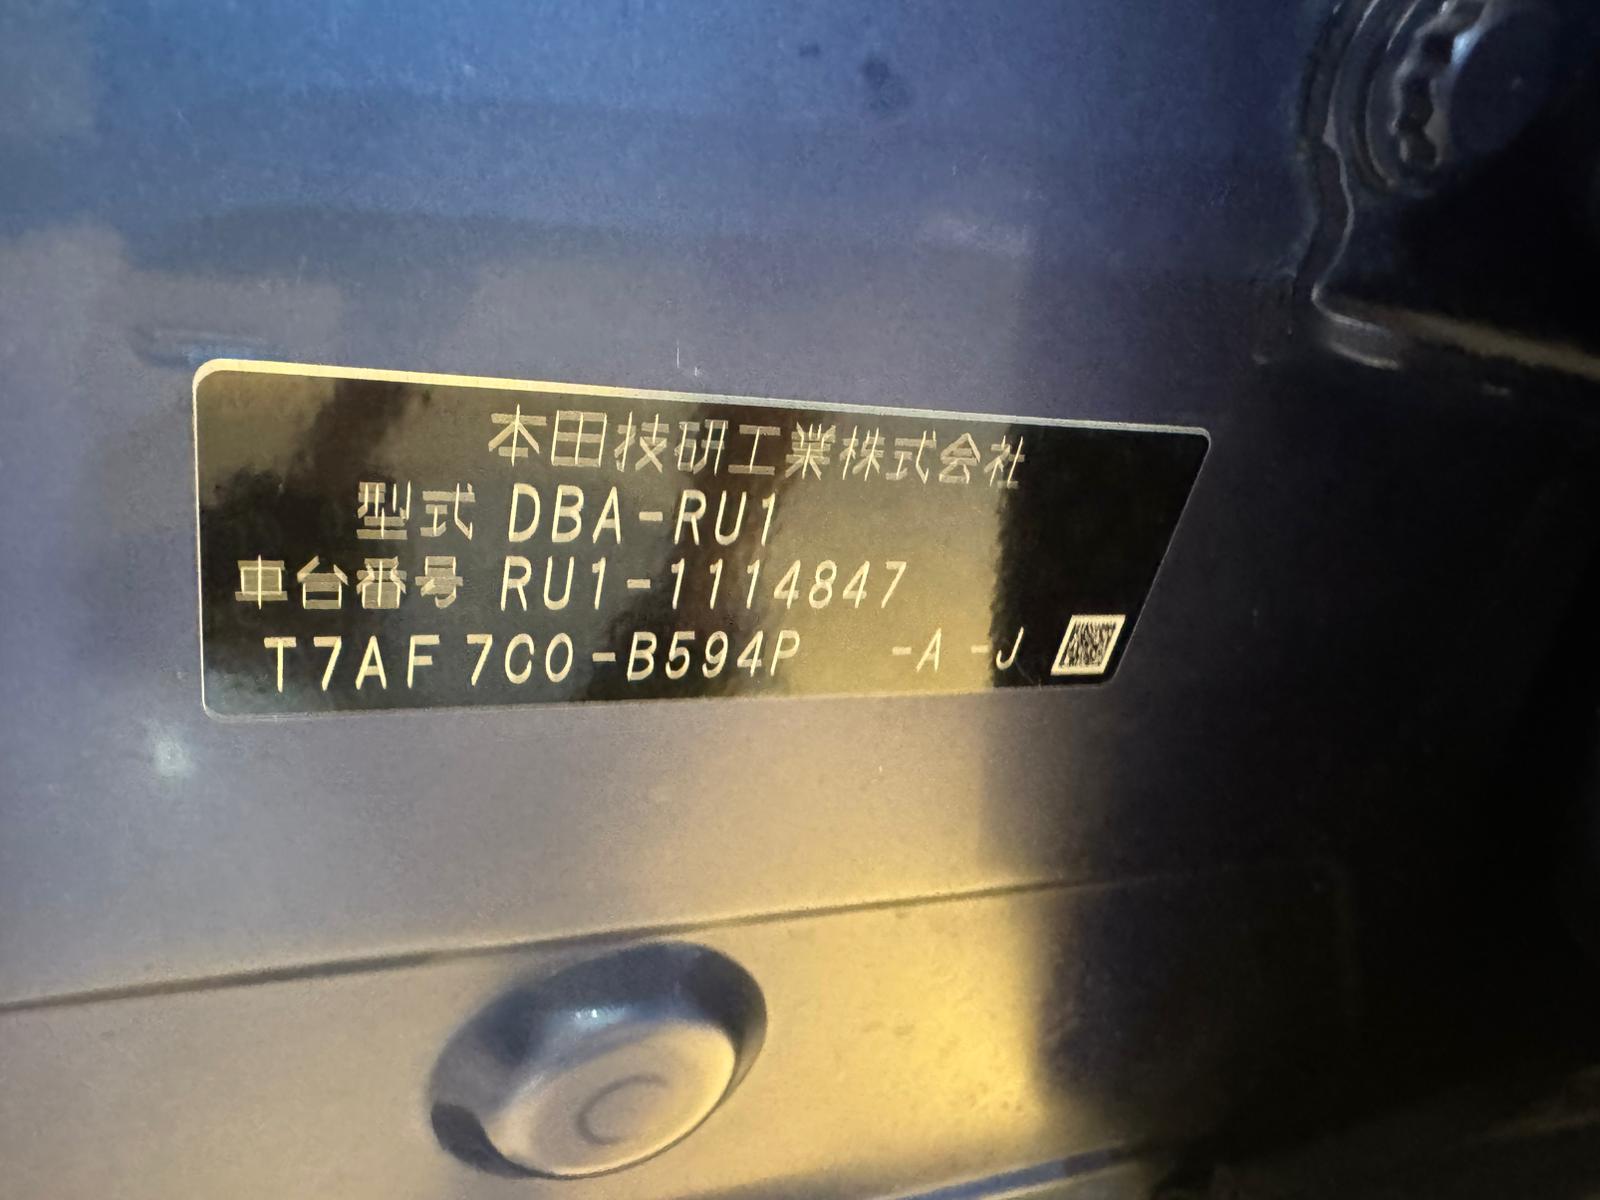 本田技研工業株式会社
型式 DBA-RU1
車台番号 RU1-1114847
T7AF 7C0-B594P -A -J